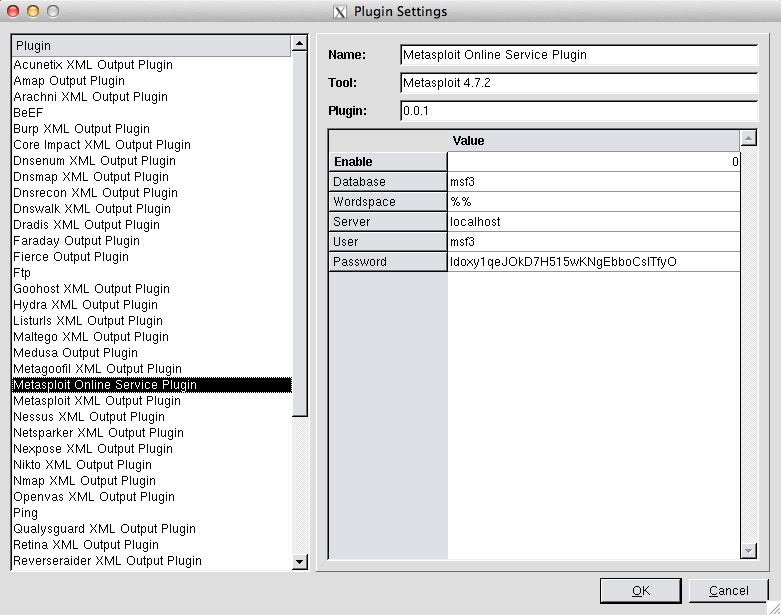 Plugin Settings
Plugin
Acunetix XML Output Plugin
Amap Output Plugin
Arachni XML Output Plugin
BeEF
Burp XML Output Plugin
Core Impact XML Output Plugin
Dnsenum XML Output Plugin
Dnsmap XML Output Plugin
Dnsrecon XML Output Plugin
Dnswalk XML Output Plugin
Dradis XML Output Plugin
Faraday Output Plugin
Fierce Output Plugin
Ftp
Goohost XML Output Plugin
Hydra XML Output Plugin
Listurls XML Output Plugin
Maltego XML Output Plugin
Medusa Output Plugin
Metagoofil XML Output Plugin
Metasploit Online Service Plugin
Metasploit XML Output Plugin
Nessus XML Output Plugin
Netsparker XML Output Plugin
Nexpose XML Output Plugin
Nikto XML Output Plugin
Nmap XML Output Plugin
Openvas XML Output Plugin
Ping
Qualysguard XML Output Plugin
Retina XML Output Plugin
Reverseraider XML Output Plugin
Name: Metasploit Online Service Plugin
Tool: Metasploit 4.7.2
Plugin: 0.0.1
Value
Enable 0
Database msf3
Wordspace %%
Server localhost
User msf3
Password ldoxy1qeJOkD7H515wKNgEbboCslTfyO
OK Cancel